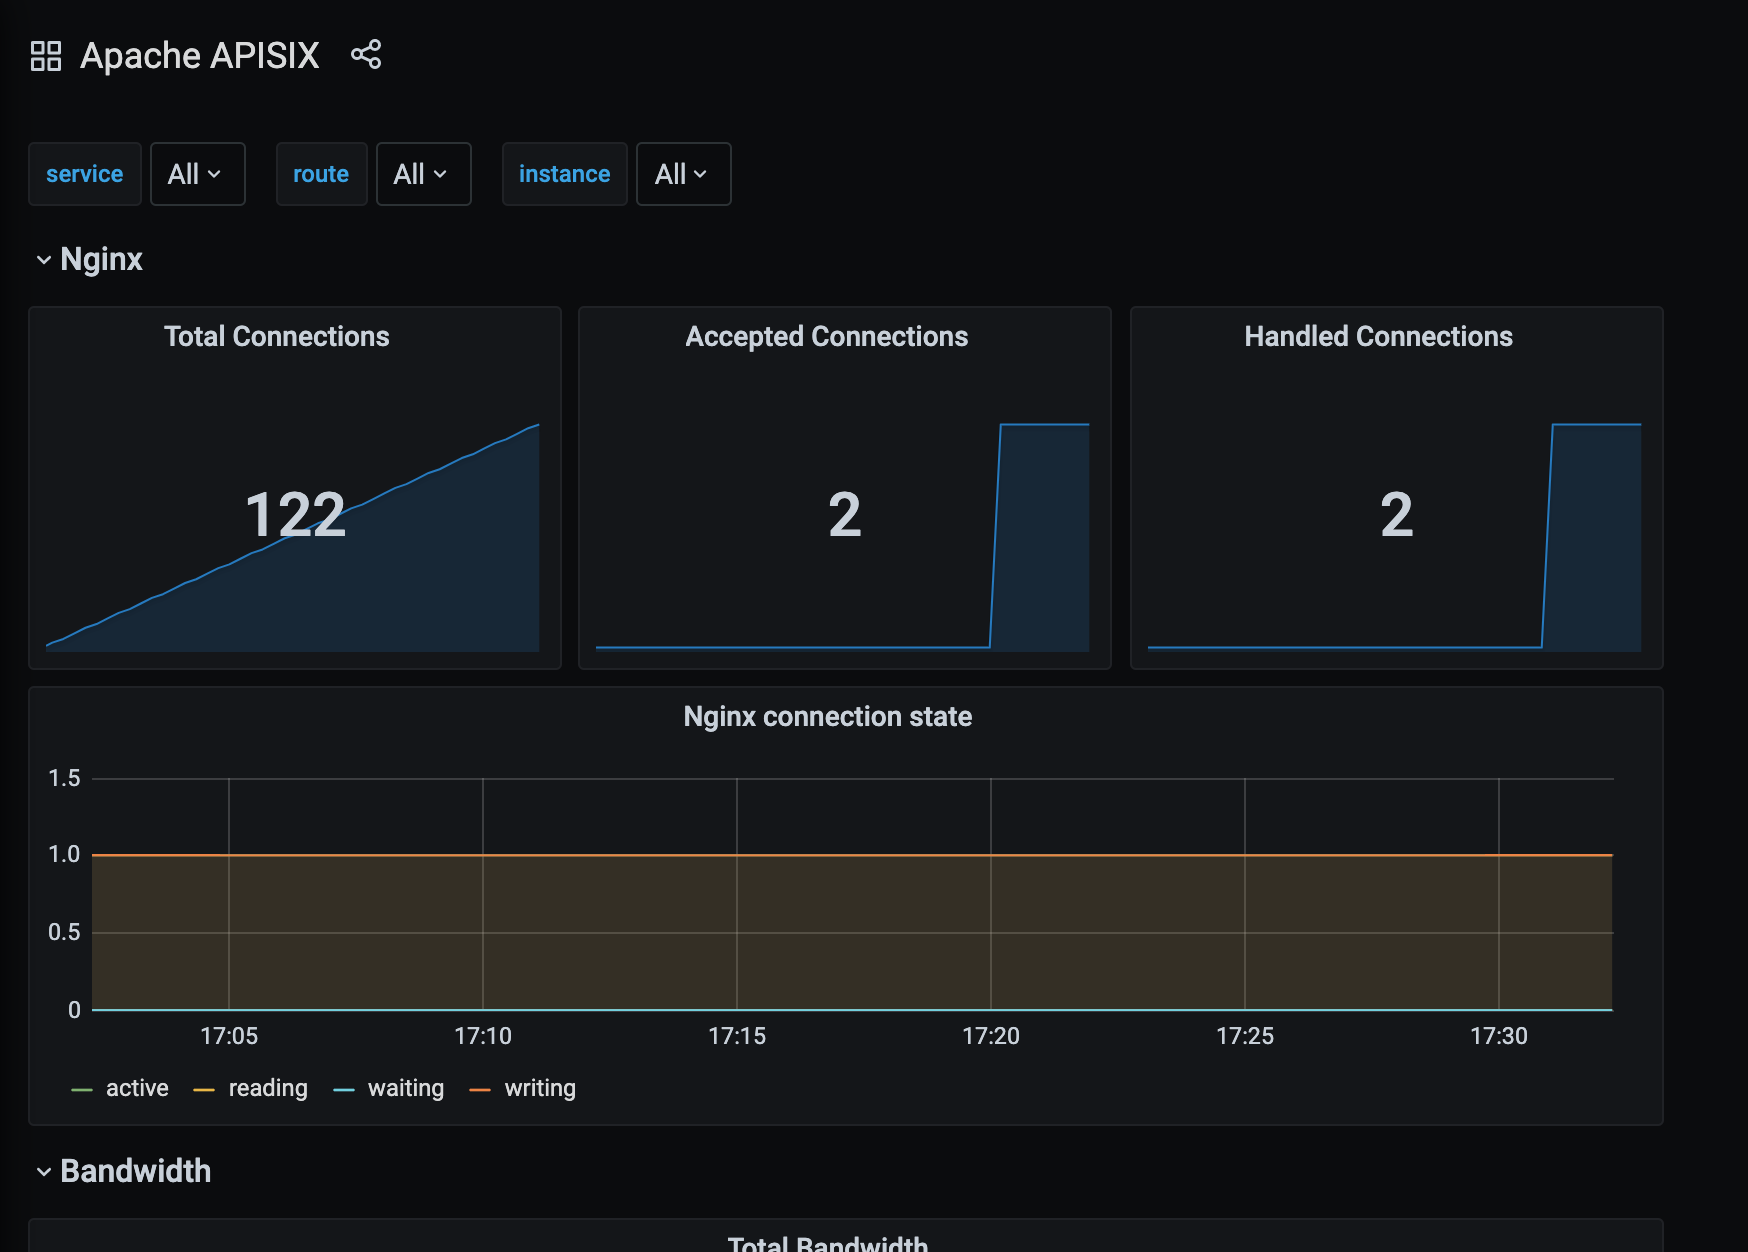 Apache APISIX
service All route All instance All
Nginx
Total Connections
122
Accepted Connections
2
Handled Connections
2
Nginx connection state
1.5
1.0
0.5
0
17:05 17:10 17:15 17:20 17:25 17:30
active reading waiting writing
Bandwidth
Total Bandwidth